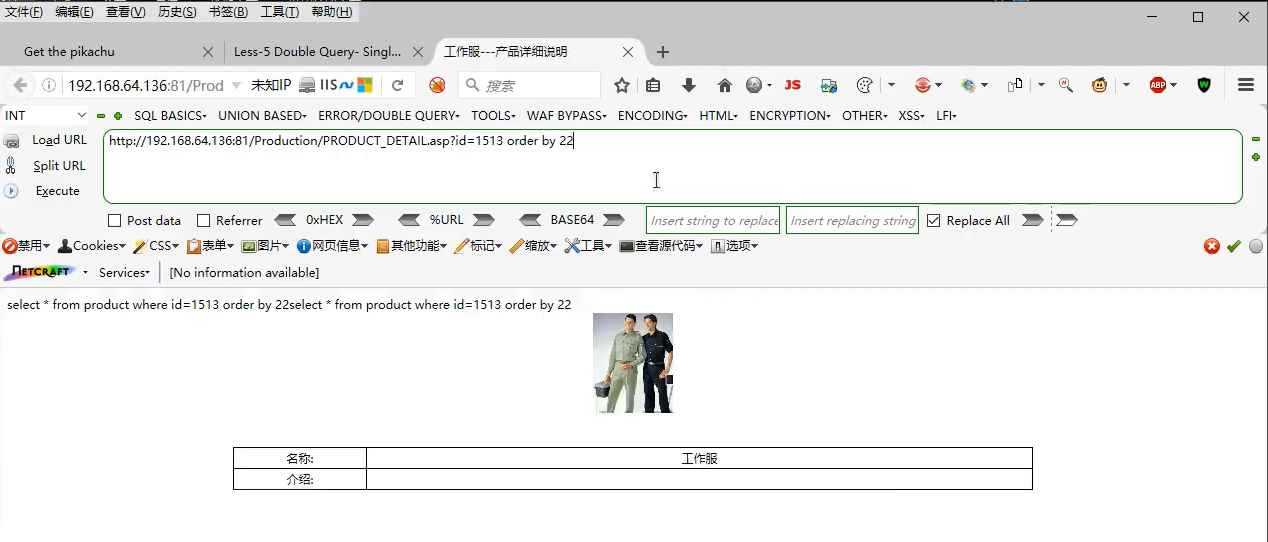 文件(F) 编辑(E) 查看(V) 历史(S) 书签(B) 工具(T) 帮助(H)
Get the pikachu Less-5 Double Query- Singl... 工作服---产品详细说明
192.168.64.136:81/Prod 未知IP IIS 搜索 JS ABP W
INT SQL BASICS UNION BASED ERROR/DOUBLE QUERY TOOLS WAF BYPASS ENCODING HTML ENCRYPTION OTHER XSS LFI
Load URL http://192.168.64.136:81/Production/PRODUCT_DETAIL.asp?id=1513 order by 22
Split URL
Execute
Post data Referrer 0xHEX %URL BASE64 Insert string to replace Insert replacing string Replace All
禁用 Cookies CSS 表单 图片 网页信息 其他功能 标记 缩放 工具 查看源代码 选项
NETCRAFT Services [No information available]
select * from product where id=1513 order by 22select * from product where id=1513 order by 22
名称: 工作服
介绍: